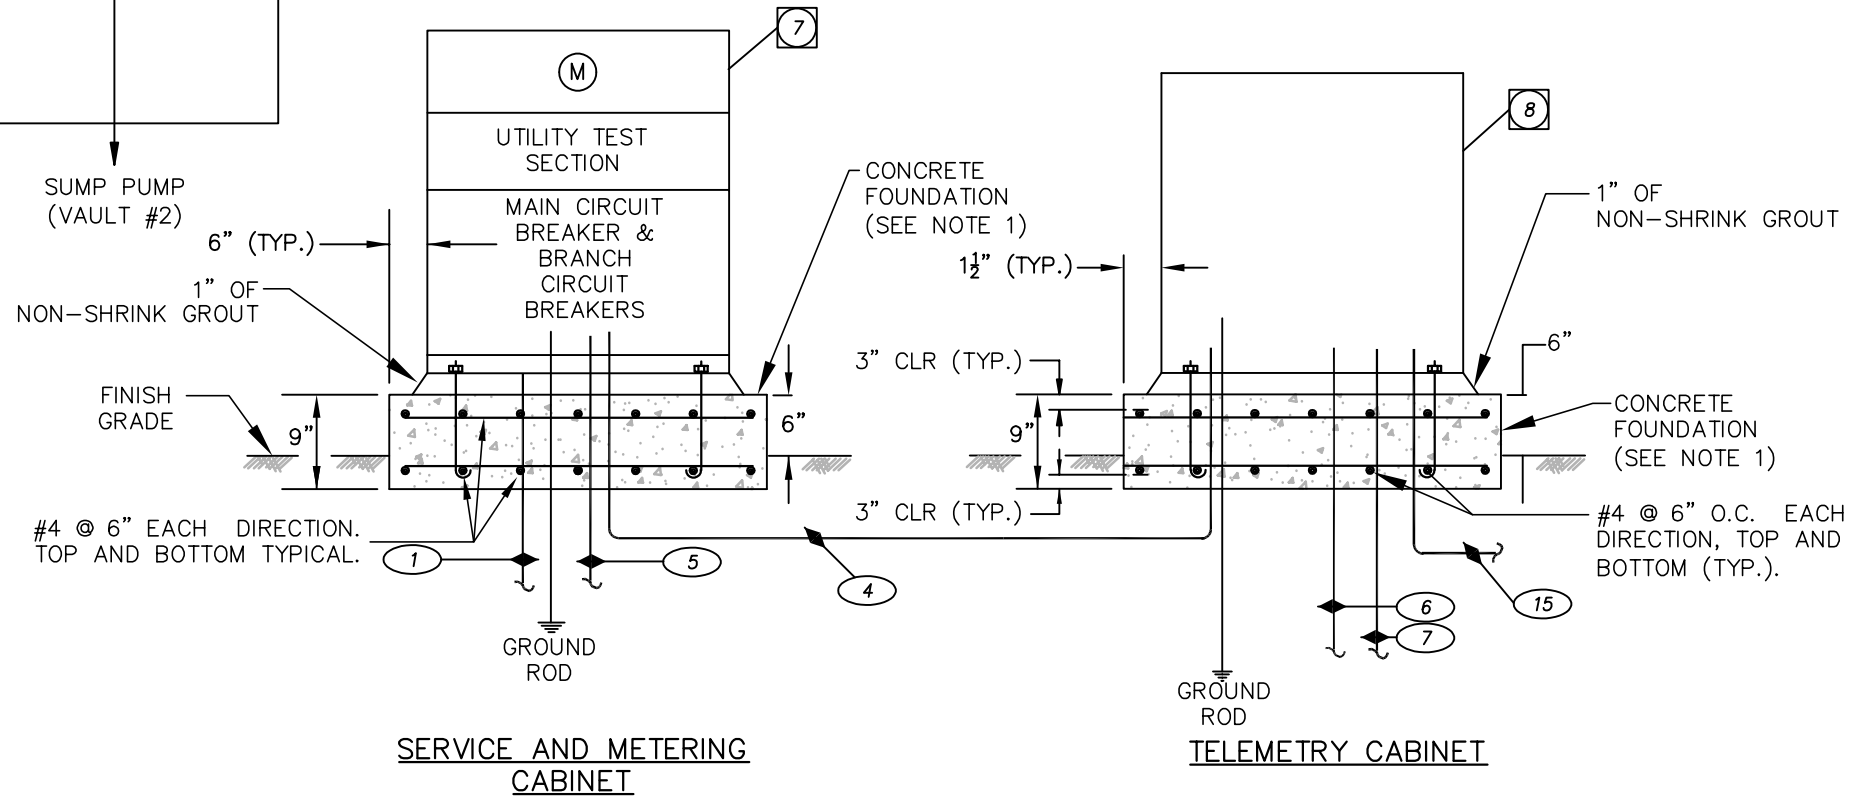 SUMP PUMP
(VAULT #2)
7
M
UTILITY TEST
SECTION
MAIN CIRCUIT
BREAKER &
BRANCH
CIRCUIT
BREAKERS
6" (TYP.)
1" OF
NON-SHRINK GROUT
CONCRETE
FOUNDATION
(SEE NOTE 1)
FINISH
GRADE
9"
6"
#4 @ 6" EACH DIRECTION.
TOP AND BOTTOM TYPICAL.
1
5
4
GROUND
ROD
SERVICE AND METERING
CABINET
8
1" OF
NON-SHRINK GROUT
1½" (TYP.)
3" CLR (TYP.)
6"
9"
CONCRETE
FOUNDATION
(SEE NOTE 1)
3" CLR (TYP.)
#4 @ 6" O.C. EACH
DIRECTION, TOP AND
BOTTOM (TYP.).
6
7
15
GROUND
ROD
TELEMETRY CABINET